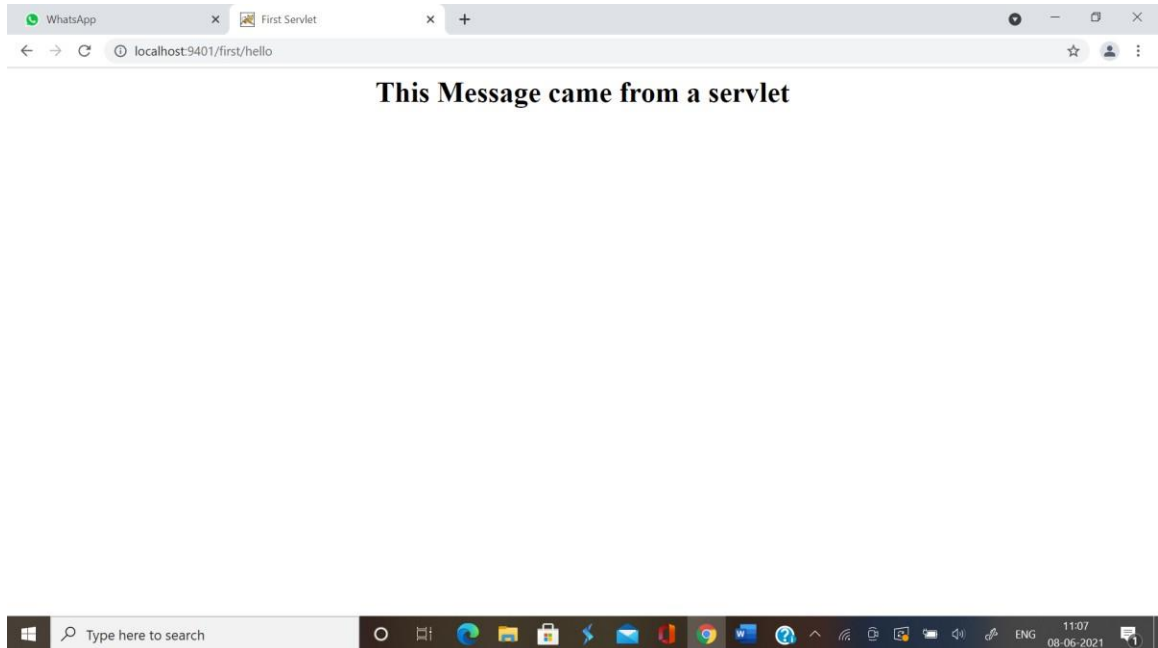 WhatsApp
First Servlet
localhost:9401/first/hello
This Message came from a servlet
Type here to search
ENG
11:07
08-06-2021
1